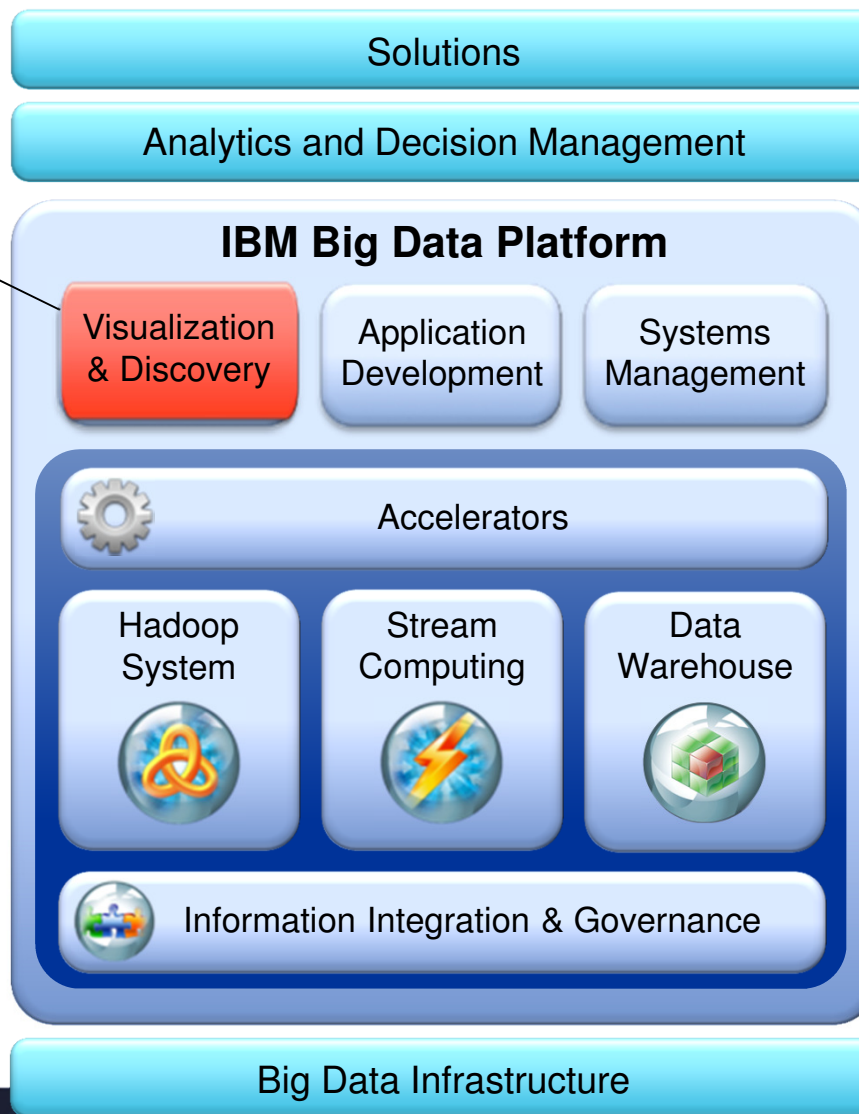 Solutions
Analytics and Decision Management
IBM Big Data Platform
Visualization
& Discovery
Application
Development
Systems
Management
Accelerators
Hadoop
System
Stream
Computing
Data
Warehouse
Information Integration & Governance
Big Data Infrastructure